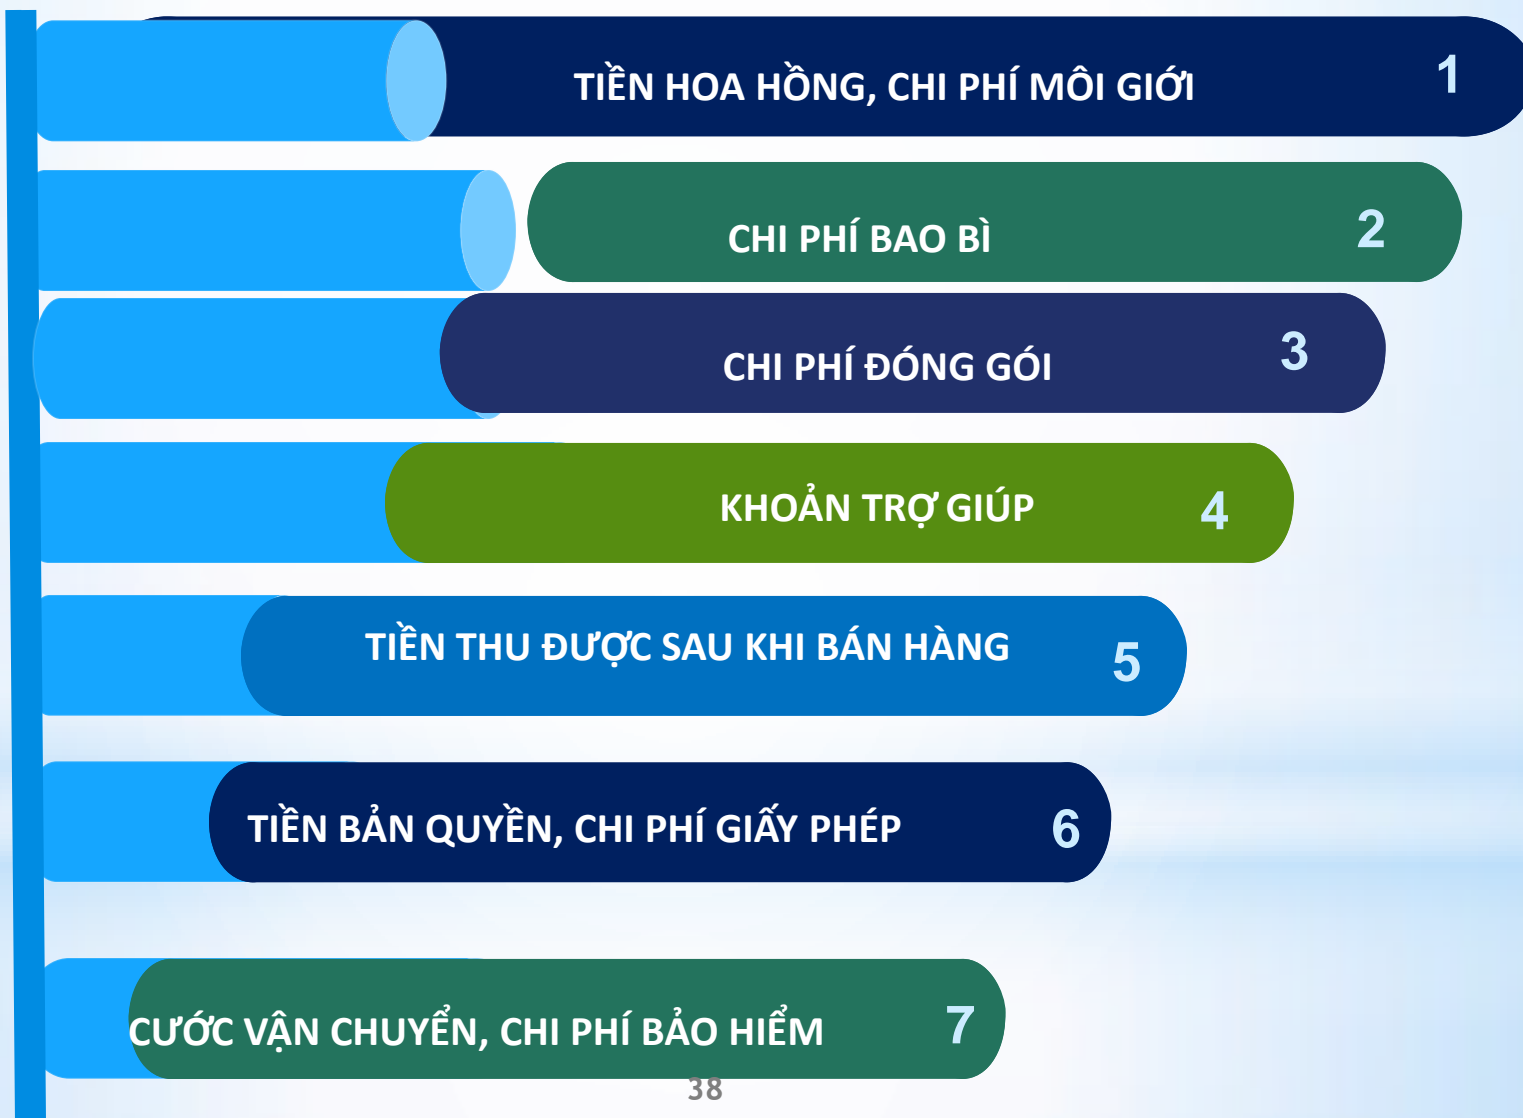 TIỀN HOA HỒNG, CHI PHÍ MÔI GIỚI 1
CHI PHÍ BAO BÌ 2
CHI PHÍ ĐÓNG GÓI 3
KHOẢN TRỢ GIÚP 4
TIỀN THU ĐƯỢC SAU KHI BÁN HÀNG 5
TIỀN BẢN QUYỀN, CHI PHÍ GIẤY PHÉP 6
CƯỚC VẬN CHUYỂN, CHI PHÍ BẢO HIỂM 7
38